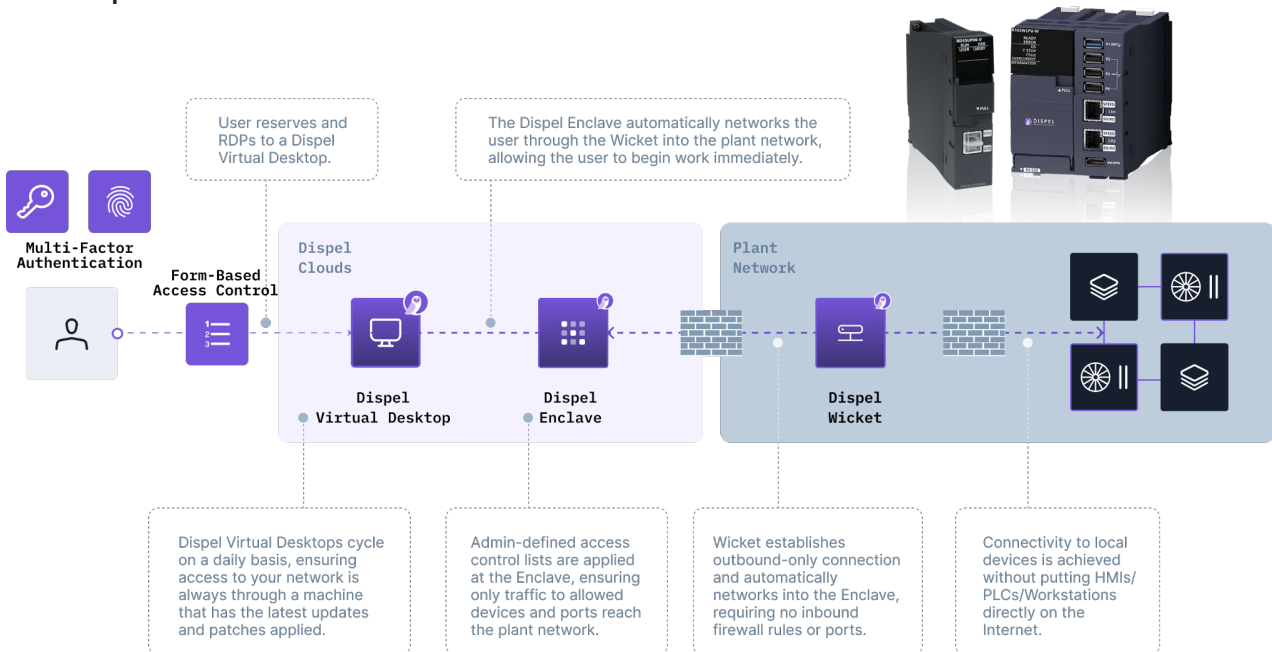 User reserves and
RDPs to a Dispel
Virtual Desktop.
The Dispel Enclave automatically networks the
user through the Wicket into the plant network,
allowing the user to begin work immediately.
PULL
PULL
DISPEL
Multi-Factor
Authentication
Form-Based
Access Control
1
2
3
Dispel
Clouds
Plant
Network
Dispel
Virtual Desktop
Dispel
Enclave
Dispel
Wicket
Dispel Virtual Desktops cycle
on a daily basis, ensuring
access to your network is
always through a machine
that has the latest updates
and patches applied.
Admin-defined access
control lists are applied
at the Enclave, ensuring
only traffic to allowed
devices and ports reach
the plant network.
Wicket establishes
outbound-only connection
and automatically
networks into the Enclave,
requiring no inbound
firewall rules or ports.
Connectivity to local
devices is achieved
without putting HMIs/
PLCs/Workstations
directly on the
Internet.